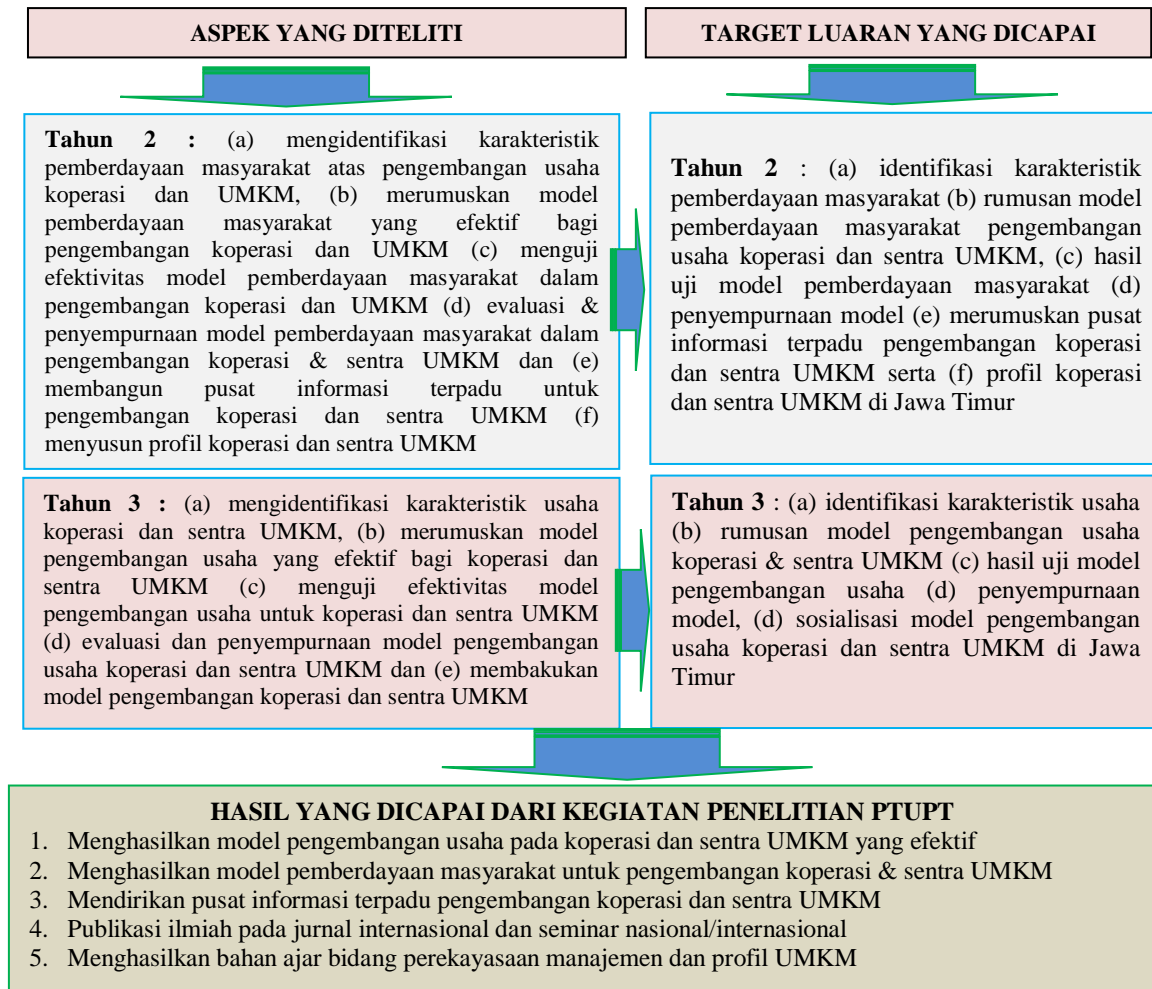 ASPEK YANG DITELITI
TARGET LUARAN YANG DICAPAI
Tahun 2 : (a) mengidentifikasi karakteristik
pemberdayaan masyarakat atas pengembangan usaha
koperasi dan UMKM, (b) merumuskan model
pemberdayaan masyarakat yang efektif bagi
pengembangan koperasi dan UMKM (c) menguji
efektivitas model pemberdayaan masyarakat dalam
pengembangan koperasi dan UMKM (d) evaluasi &
penyempurnaan model pemberdayaan masyarakat dalam
pengembangan koperasi & sentra UMKM dan (e)
membangun pusat informasi terpadu untuk
pengembangan koperasi dan sentra UMKM (f)
menyusun profil koperasi dan sentra UMKM
Tahun 2 : (a) identifikasi karakteristik
pemberdayaan masyarakat (b) rumusan model
pemberdayaan masyarakat pengembangan
usaha koperasi dan sentra UMKM, (c) hasil
uji model pemberdayaan masyarakat (d)
penyempurnaan model (e) merumuskan pusat
informasi terpadu pengembangan koperasi
dan sentra UMKM serta (f) profil koperasi
dan sentra UMKM di Jawa Timur
Tahun 3 : (a) mengidentifikasi karakteristik usaha
koperasi dan sentra UMKM, (b) merumuskan model
pengembangan usaha yang efektif bagi koperasi dan
sentra UMKM (c) menguji efektivitas model
pengembangan usaha untuk koperasi dan sentra UMKM
(d) evaluasi dan penyempurnaan model pengembangan
usaha koperasi dan sentra UMKM dan (e) membakukan
model pengembangan koperasi dan sentra UMKM
Tahun 3 : (a) identifikasi karakteristik usaha
(b) rumusan model pengembangan usaha
koperasi & sentra UMKM (c) hasil uji model
pengembangan usaha (d) penyempurnaan
model, (d) sosialisasi model pengembangan
usaha koperasi dan sentra UMKM di Jawa
Timur
HASIL YANG DICAPAI DARI KEGIATAN PENELITIAN PTUPT
1. Menghasilkan model pengembangan usaha pada koperasi dan sentra UMKM yang efektif
2. Menghasilkan model pemberdayaan masyarakat untuk pengembangan koperasi & sentra UMKM
3. Mendirikan pusat informasi terpadu pengembangan koperasi dan sentra UMKM
4. Publikasi ilmiah pada jurnal internasional dan seminar nasional/internasional
5. Menghasilkan bahan ajar bidang perekayasaan manajemen dan profil UMKM